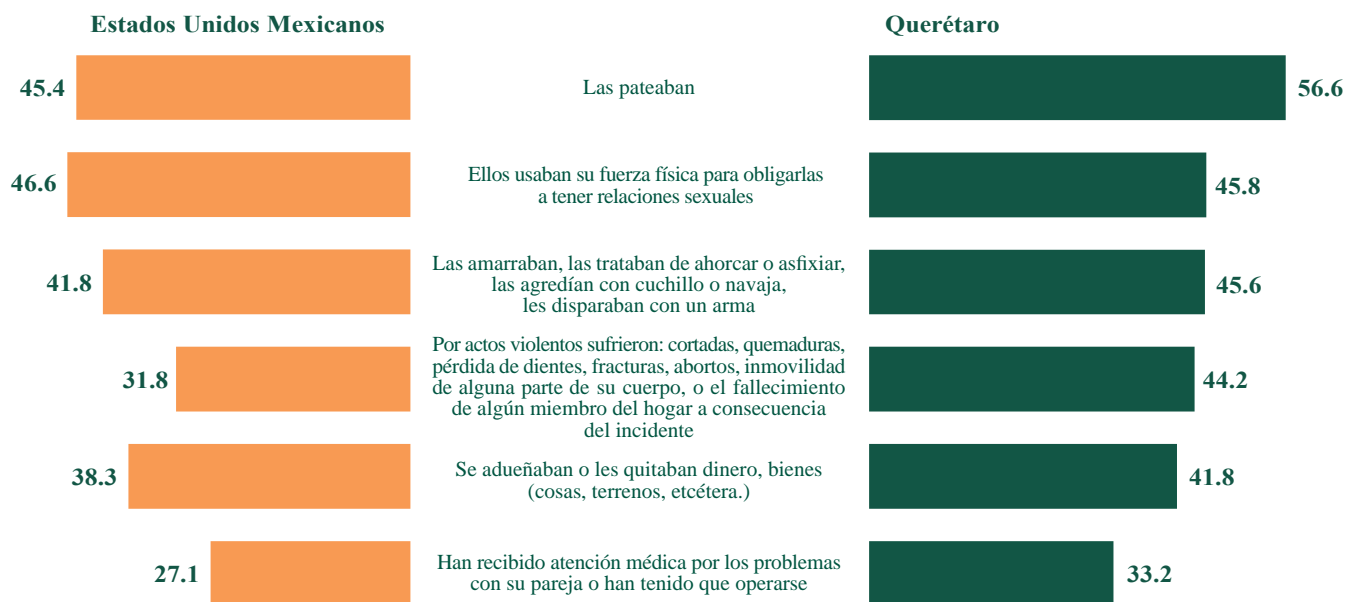 Estados Unidos Mexicanos
Querétaro
45.4
Las pateaban
56.6
46.6
Ellos usaban su fuerza física para obligarlas
a tener relaciones sexuales
45.8
41.8
Las amarraban, las trataban de ahorcar o asfixiar,
las agredían con cuchillo o navaja,
les disparaban con un arma
45.6
31.8
Por actos violentos sufrieron: cortadas, quemaduras,
pérdida de dientes, fracturas, abortos, inmovilidad
de alguna parte de su cuerpo, o el fallecimiento
de algún miembro del hogar a consecuencia
del incidente
44.2
38.3
Se adueñaban o les quitaban dinero, bienes
(cosas, terrenos, etcétera.)
41.8
27.1
Han recibido atención médica por los problemas
con su pareja o han tenido que operarse
33.2